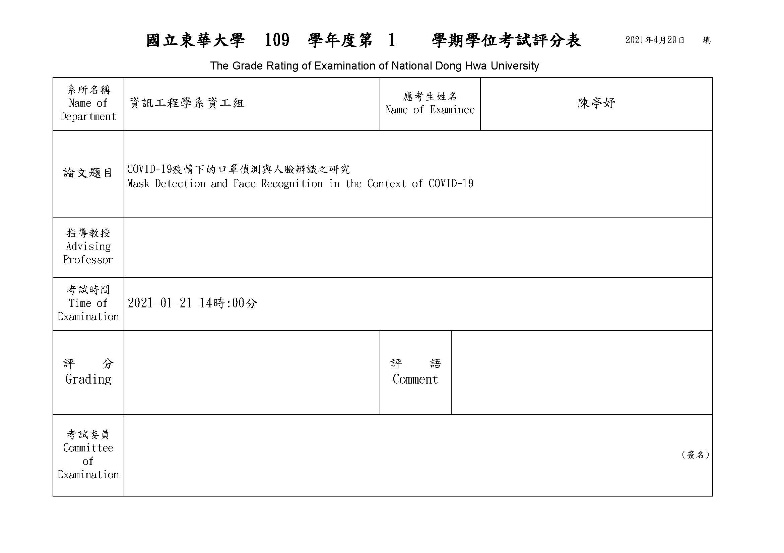 國立東華大學 109 學年度第 1 學期學位考試評分表 2021年4月29日 填
The Grade Rating of Examination of National Dong Hwa University
系所名稱
Name of
Department
資訊工程學系資工組
應考生姓名
Name of Examinee
陳葶妤
論文題目
COVID-19疫情下的口罩偵測與人臉辨識之研究
Mask Detection and Face Recognition in the Context of COVID-19
指導教授
Advising
Professor
考試時間
Time of
Examination
2021 01 21 14時:00分
評 分
Grading
評 語
Comment
考試委員
Committee
of
Examination
(簽名)